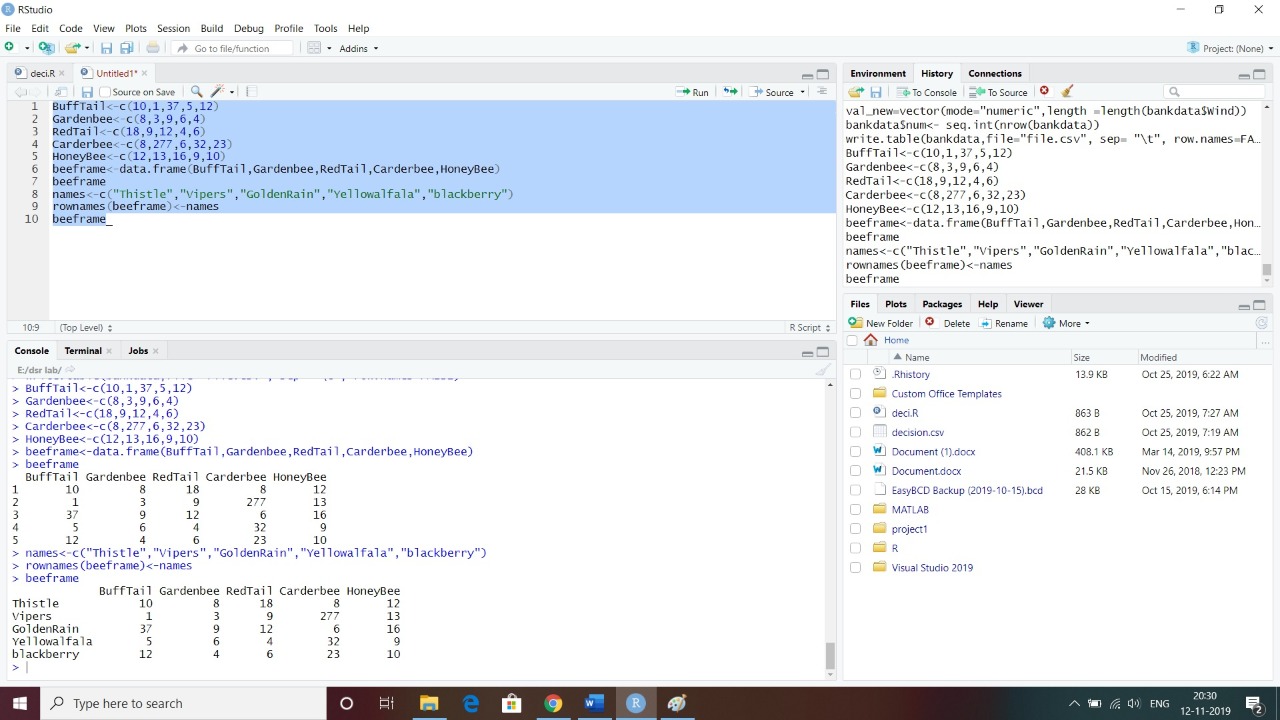 RStudio
File Edit Code View Plots Session Build Debug Profile Tools Help
Go to file/function Addins Project: (None)
deci.R Untitled1*
Source on Save Run Source
1 BuffTail<-c(10,1,37,5,12)
2 Gardenbee<-c(8,3,9,6,4)
3 RedTail<-c(18,9,12,4,6)
4 Carderbee<-c(8,277,6,32,23)
5 HoneyBee<-c(12,13,16,9,10)
6 beeframe<-data.frame(BuffTail,Gardenbee,RedTail,Carderbee,HoneyBee)
7 beeframe
8 names<-c("Thistle","Vipers","GoldenRain","Yellowalfala","blackberry")
9 rownames(beeframe)<-names
10 beeframe
10:9 (Top Level) R Script
Console Terminal Jobs
E:/dsr lab/
> BuffTail<-c(10,1,37,5,12)
> Gardenbee<-c(8,3,9,6,4)
> RedTail<-c(18,9,12,4,6)
> Carderbee<-c(8,277,6,32,23)
> HoneyBee<-c(12,13,16,9,10)
> beeframe<-data.frame(BuffTail,Gardenbee,RedTail,Carderbee,HoneyBee)
> beeframe
BuffTail Gardenbee RedTail Carderbee HoneyBee
1 10 8 18 8 12
2 1 3 9 277 13
3 37 9 12 6 16
4 5 6 4 32 9
5 12 4 6 23 10
> names<-c("Thistle","Vipers","GoldenRain","Yellowalfala","blackberry")
> rownames(beeframe)<-names
> beeframe
BuffTail Gardenbee RedTail Carderbee HoneyBee
Thistle 10 8 18 8 12
Vipers 1 3 9 277 13
GoldenRain 37 9 12 6 16
Yellowalfala 5 6 4 32 9
blackberry 12 4 6 23 10
>
Environment History Connections
To Console To Source
val_new=vector(mode="numeric",length =length(bankdata$Wind))
bankdata$num<- seq.int(nrow(bankdata))
write.table(bankdata,file="file.csv", sep= "\t", row.names=FA...
BuffTail<-c(10,1,37,5,12)
Gardenbee<-c(8,3,9,6,4)
RedTail<-c(18,9,12,4,6)
Carderbee<-c(8,277,6,32,23)
HoneyBee<-c(12,13,16,9,10)
beeframe<-data.frame(BuffTail,Gardenbee,RedTail,Carderbee,Hon...
beeframe
names<-c("Thistle","Vipers","GoldenRain","Yellowalfala","blac...
rownames(beeframe)<-names
beeframe
Files Plots Packages Help Viewer
New Folder Delete Rename More
Home
Name Size Modified
.Rhistory 13.9 KB Oct 25, 2019, 6:22 AM
Custom Office Templates
deci.R 863 B Oct 25, 2019, 7:27 AM
decision.csv 862 B Oct 25, 2019, 7:19 AM
Document (1).docx 408.1 KB Mar 14, 2019, 9:57 PM
Document.docx 21.5 KB Nov 26, 2018, 12:23 PM
EasyBCD Backup (2019-10-15).bcd 28 KB Oct 15, 2019, 6:14 PM
MATLAB
project1
R
Visual Studio 2019
Type here to search
ENG
20:30
12-11-2019
2